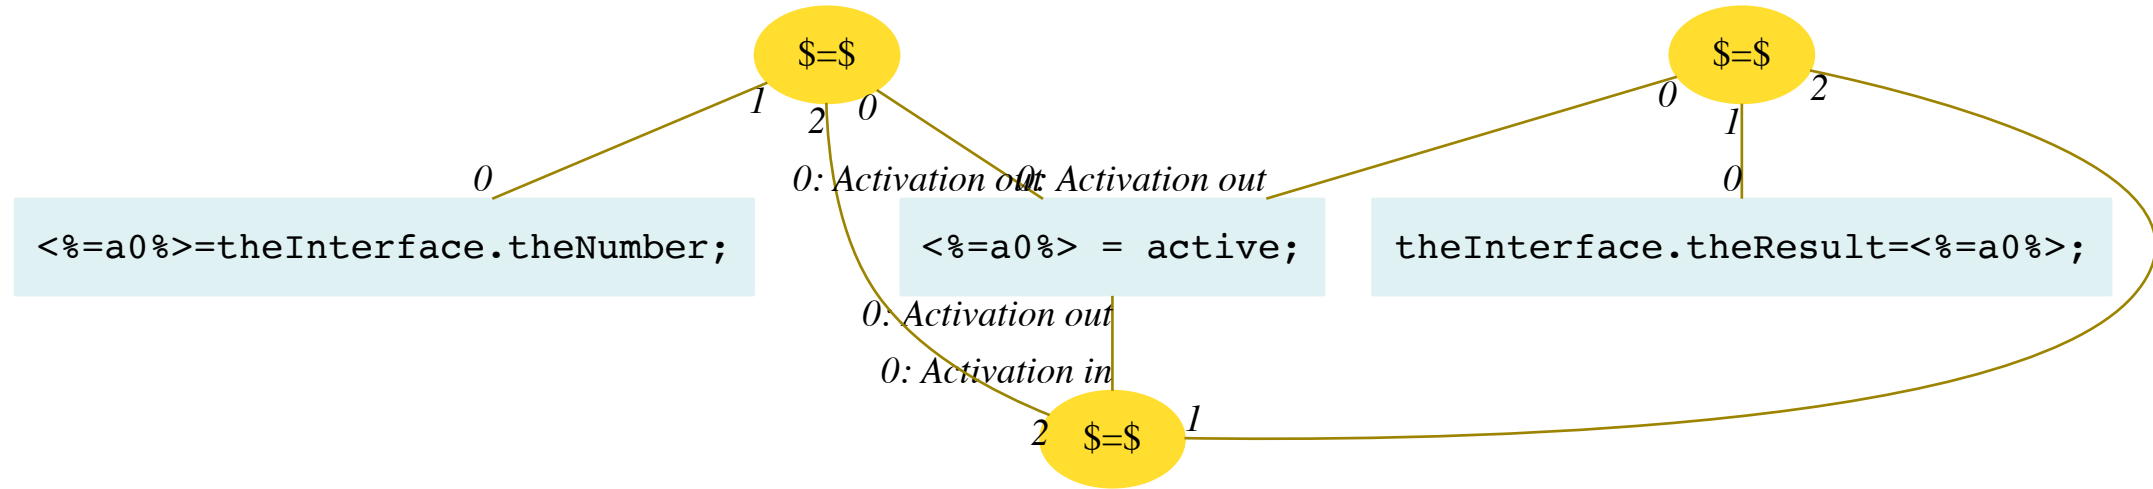 $=$
$=$
1
2
0
0
1
2
0
0: Activation out
0: Activation out
0
<%=a0%>=theInterface.theNumber;
<%=a0%> = active;
theInterface.theResult=<%=a0%>;
0: Activation out
0: Activation in
2
$=$
1